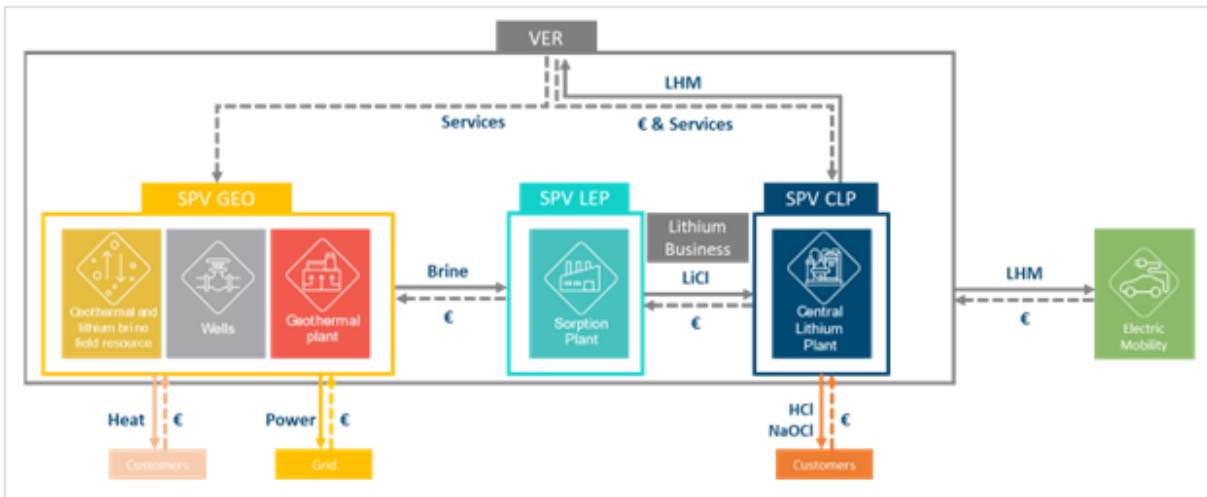 VER
LHM
Services
€ & Services
SPV GEO
SPV LEP
SPV CLP
Lithium
Business
Geothermal and
lithium brine
field resource
Wells
Geothermal
plant
Brine
€
Sorption
Plant
LiCl
€
Central
Lithium
Plant
LHM
€
Electric
Mobility
Heat
€
Power
€
HCl
NaOCl
€
Customers
Grid
Customers